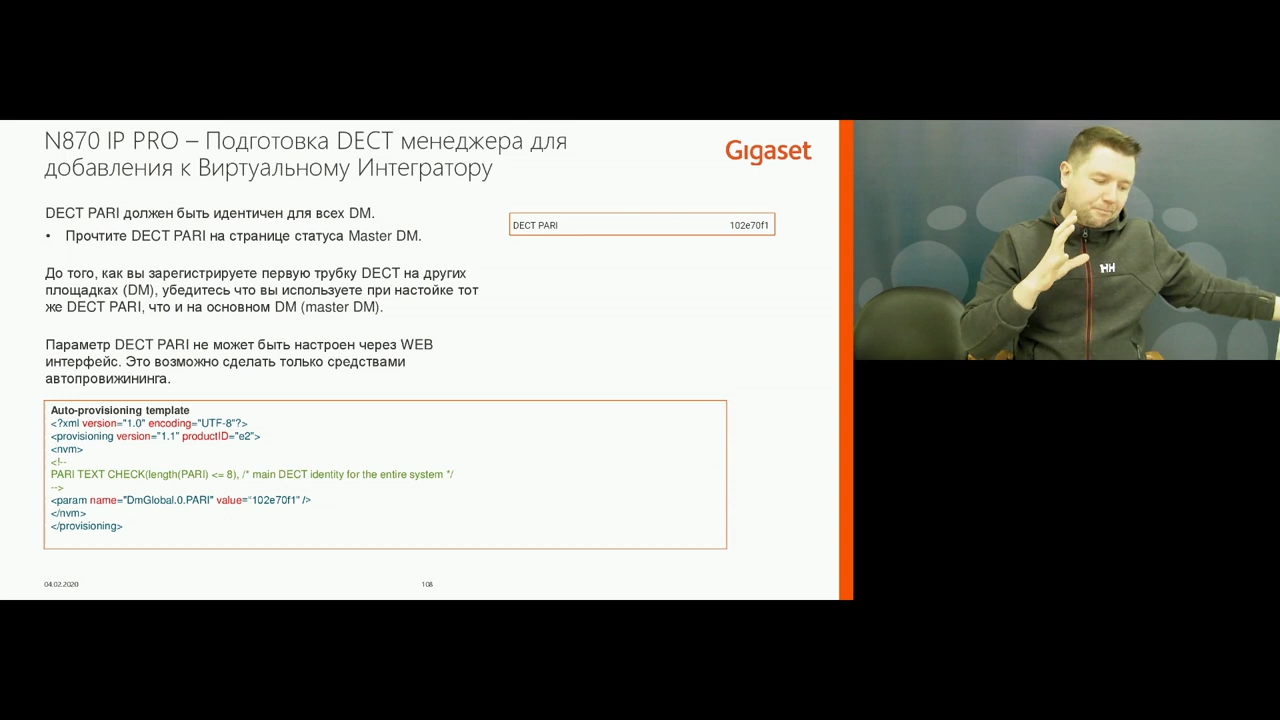 N870 IP PRO – Подготовка DECT менеджера для
добавления к Виртуальному Интегратору
Gigaset
DECT PARI должен быть идентичен для всех DM.
• Прочтите DECT PARI на странице статуса Master DM.
DECT PARI 102e70f1
До того, как вы зарегистрируете первую трубку DECT на других
площадках (DM), убедитесь что вы используете при настойке тот
же DECT PARI, что и на основном DM (master DM).
Параметр DECT PARI не может быть настроен через WEB
интерфейс. Это возможно сделать только средствами
автопровижининга.
Auto-provisioning template
<?xml version="1.0" encoding="UTF-8"?>
<provisioning version="1.1" productID="e2">
<nvm>
<!--
PARI TEXT CHECK(length(PARI) <= 8), /* main DECT identity for the entire system */
-->
<param name="DmGlobal.0.PARI" value="102e70f1" />
</nvm>
</provisioning>
04.02.2020
108
HH